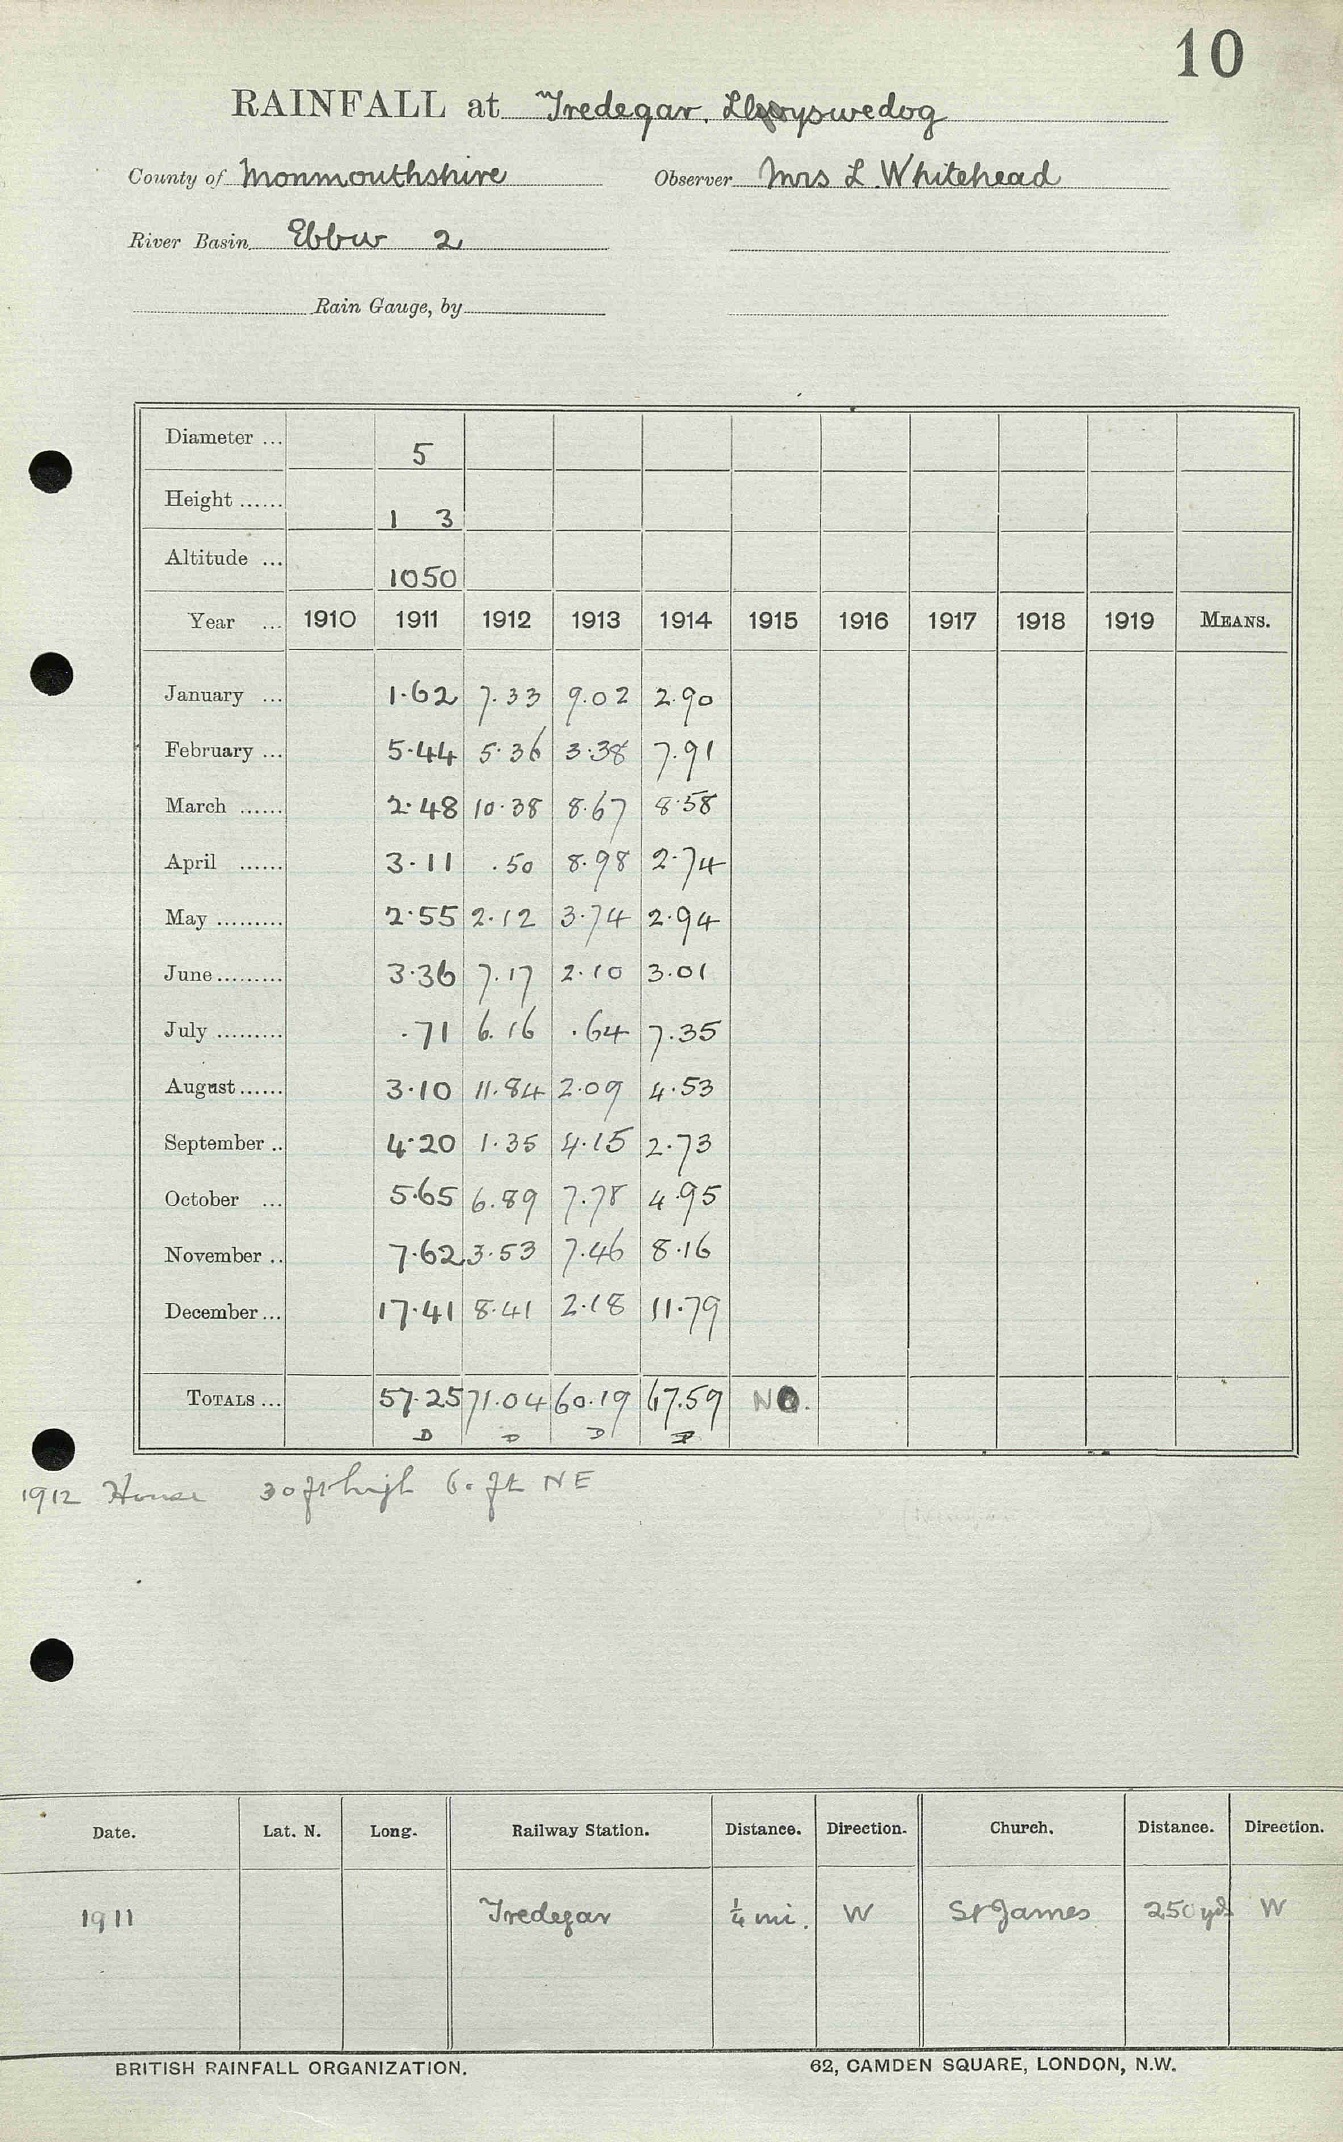 10
RAINFALL at Tredegar. Llwyswedog
County of Monmouthshire Observer Mrs L Whitehead
River Basin Ebbw 2
Rain Gauge, by
Diameter ... 5
Height ...... 1 3
Altitude ... 1050
Year ... 1910 1911 1912 1913 1914 1915 1916 1917 1918 1919 MEANS.
January ... 1.62 7.33 9.02 2.90
February ... 5.44 5.36 3.38 7.91
March ...... 2.48 10.38 8.67 8.58
April ...... 3.11 .50 8.98 2.74
May ......... 2.55 2.12 3.74 2.94
June ......... 3.36 7.17 2.10 3.01
July ......... .71 6.16 .64 7.35
August ...... 3.10 11.84 2.09 4.53
September .. 4.20 1.35 4.15 2.73
October ... 5.65 6.89 7.78 4.95
November .. 7.62 3.53 7.46 8.16
December ... 17.41 8.41 2.18 11.79
TOTALS ... 57.25 71.04 60.19 67.59 NO.
D D D D
1912 House 30 ft high 6. ft NE
Date. Lat. N. Long. Railway Station. Distance. Direction. Church. Distance. Direction.
1911 Tredegar 1/4 mi. W St James 250 yds W
BRITISH RAINFALL ORGANIZATION. 62, CAMDEN SQUARE, LONDON, N.W.